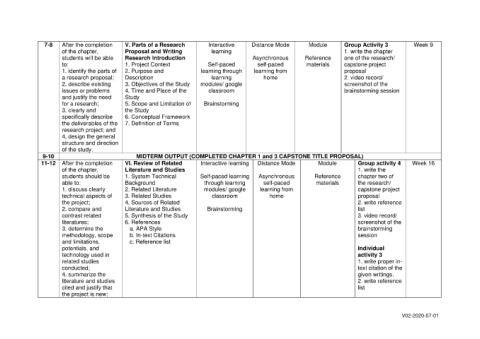 7-8
After the completion
of the chapter,
students will be able
to:
1. identify the parts of
a research proposal;
2. describe existing
issues or problems
and justify the need
for a research;
3. clearly and
specifically describe
the deliverables of the
research project; and
4. design the general
structure and direction
of the study.
V. Parts of a Research
Proposal and Writing
Research Introduction
1. Project Context
2. Purpose and
Description
3. Objectives of the Study
4. Time and Place of the
Study
5. Scope and Limitation of
the Study
6. Conceptual Framework
7. Definition of Terms
Interactive
learning
Self-paced
learning through
learning
modules/ google
classroom
Brainstorming
Distance Mode
Asynchronous
self-paced
learning from
home
Module
Reference
materials
Group Activity 3
1. write the chapter
one of the research/
capstone project
proposal
2. video record/
screenshot of the
brainstorming session
Week 9
9-10
MIDTERM OUTPUT (COMPLETED CHAPTER 1 and 3 CAPSTONE TITLE PROPOSAL)
11-12
After the completion
of the chapter,
students should be
able to:
1. discuss clearly
technical aspects of
the project;
2. compare and
contrast related
literatures;
3. determine the
methodology, scope
and limitations,
potentials, and
technology used in
related studies
conducted;
4. summarize the
literature and studies
cited and justify that
the project is new;
VI. Review of Related
Literature and Studies
1. System Technical
Background
2. Related Literature
3. Related Studies
4. Sources of Related
Literature and Studies
5. Synthesis of the Study
6. References
a. APA Style
b. In-text Citations
c. Reference list
Interactive learning
Self-paced learning
through learning
modules/ google
classroom
Brainstorming
Distance Mode
Asynchronous
self-paced
learning from
home
Module
Reference
materials
Group activity 4
1. write the
chapter two of
the research/
capstone project
proposal
2. write reference
list
3. video record/
screenshot of the
brainstorming
session
Individual
activity 3
1. write proper in-
text citation of the
given writings.
2. write reference
list
Week 16
V02-2020-07-01